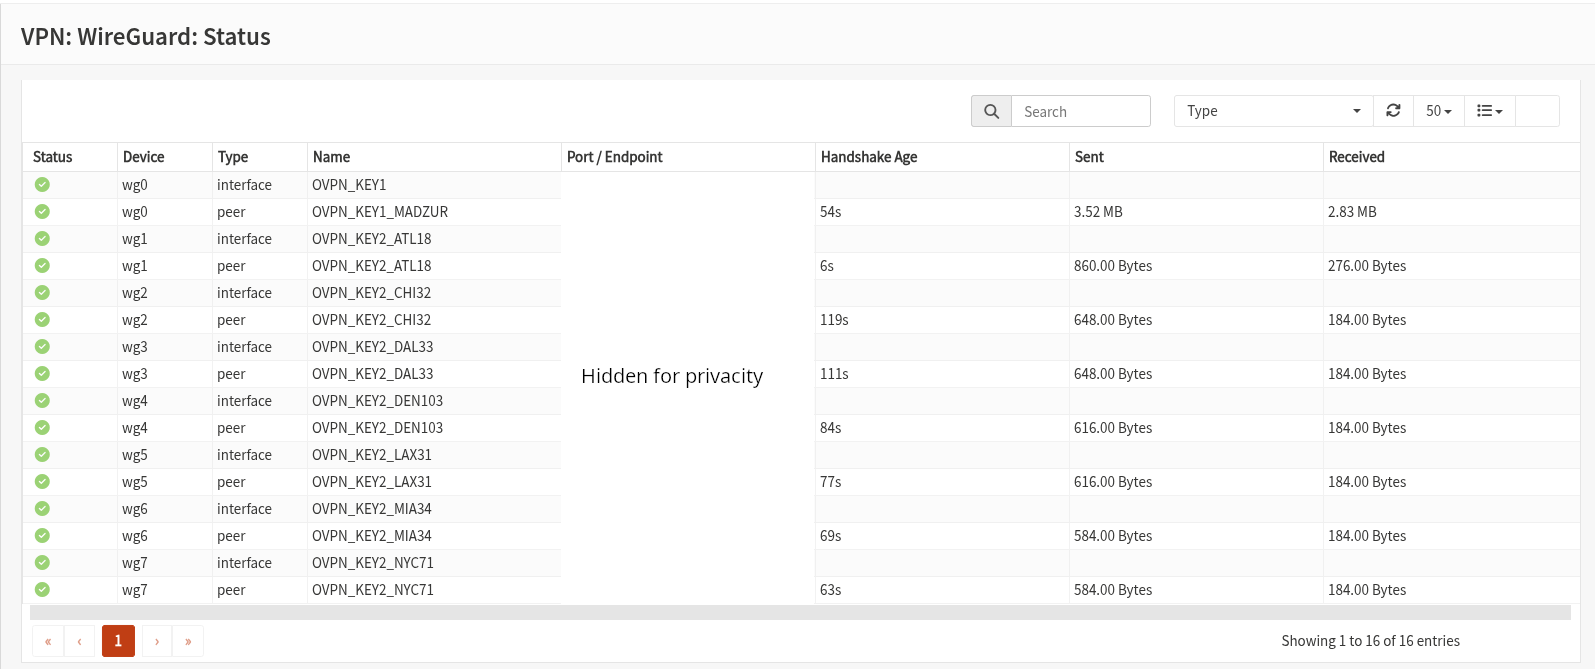 VPN: WireGuard: Status
Search Type 50
Status Device Type Name Port / Endpoint Handshake Age Sent Received
wg0 interface OVPN_KEY1
wg0 peer OVPN_KEY1_MADZUR 54s 3.52 MB 2.83 MB
wg1 interface OVPN_KEY2_ATL18
wg1 peer OVPN_KEY2_ATL18 6s 860.00 Bytes 276.00 Bytes
wg2 interface OVPN_KEY2_CHI32
wg2 peer OVPN_KEY2_CHI32 119s 648.00 Bytes 184.00 Bytes
wg3 interface OVPN_KEY2_DAL33
wg3 peer OVPN_KEY2_DAL33 111s 648.00 Bytes 184.00 Bytes
Hidden for privacity
wg4 interface OVPN_KEY2_DEN103
wg4 peer OVPN_KEY2_DEN103 84s 616.00 Bytes 184.00 Bytes
wg5 interface OVPN_KEY2_LAX31
wg5 peer OVPN_KEY2_LAX31 77s 616.00 Bytes 184.00 Bytes
wg6 interface OVPN_KEY2_MIA34
wg6 peer OVPN_KEY2_MIA34 69s 584.00 Bytes 184.00 Bytes
wg7 interface OVPN_KEY2_NYC71
wg7 peer OVPN_KEY2_NYC71 63s 584.00 Bytes 184.00 Bytes
« ‹ 1 › » Showing 1 to 16 of 16 entries